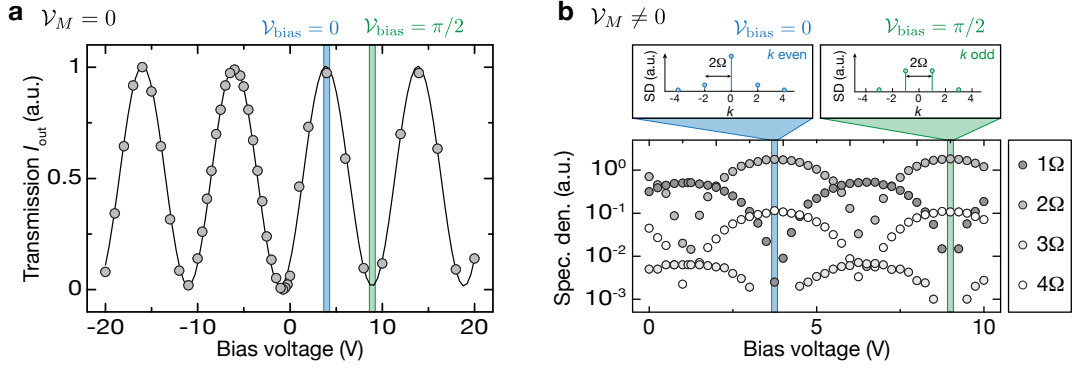 a
𝒱_M = 0
𝒱_bias = 0
𝒱_bias = π/2
Transmission I_out (a.u.)
1
0.5
0
-20
-10
0
10
20
Bias voltage (V)
b
𝒱_M ≠ 0
𝒱_bias = 0
𝒱_bias = π/2
SD (a.u.)
2Ω
k even
-4 -2 0 2 4
k
SD (a.u.)
2Ω
k odd
-4 -2 0 2 4
k
Spec. den. (a.u.)
10⁰
10⁻¹
10⁻²
10⁻³
0
5
10
Bias voltage (V)
1Ω
2Ω
3Ω
4Ω